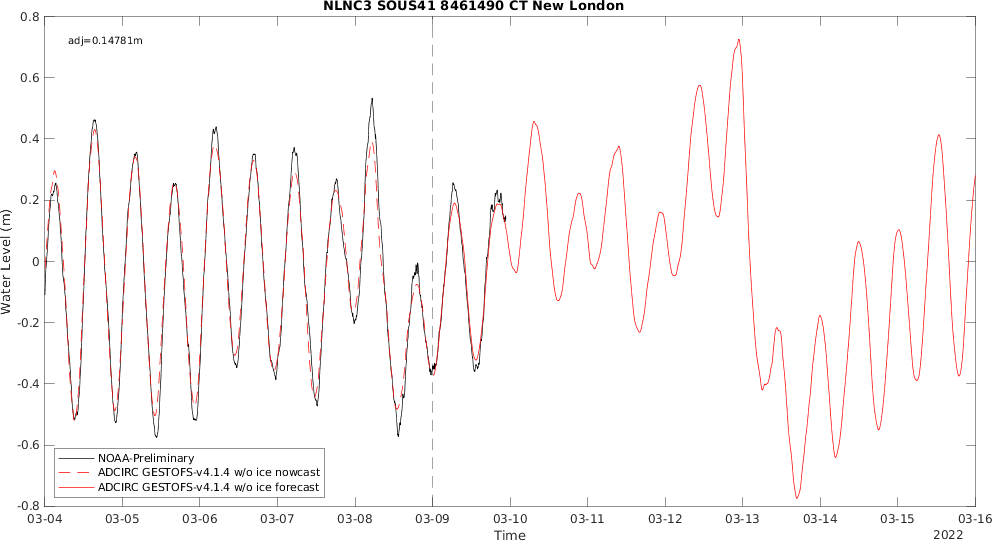 NLNC3 SOUS41 8461490 CT New London
adj=0.14781m
Water Level (m)
0.8
0.6
0.4
0.2
0
-0.2
-0.4
-0.6
-0.8
NOAA-Preliminary
ADCIRC GESTOFS-v4.1.4 w/o ice nowcast
ADCIRC GESTOFS-v4.1.4 w/o ice forecast
03-04 03-05 03-06 03-07 03-08 03-09 03-10 03-11 03-12 03-13 03-14 03-15 03-16
Time
2022